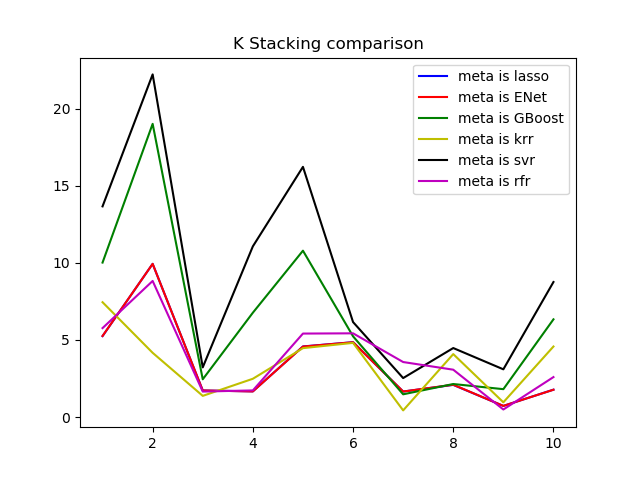 K Stacking comparison
meta is lasso
meta is ENet
meta is GBoost
meta is krr
meta is svr
meta is rfr
20
15
10
5
0
2 4 6 8 10